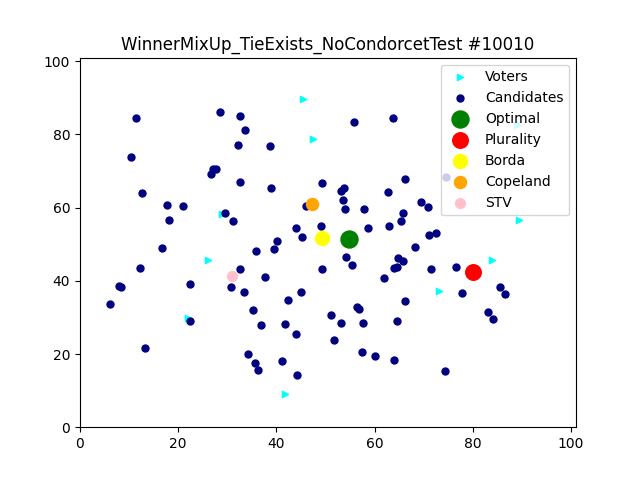 WinnerMixUp_TieExists_NoCondorcetTest #10010
Voters
Candidates
Optimal
Plurality
Borda
Copeland
STV
100
80
60
40
20
0
0 20 40 60 80 100